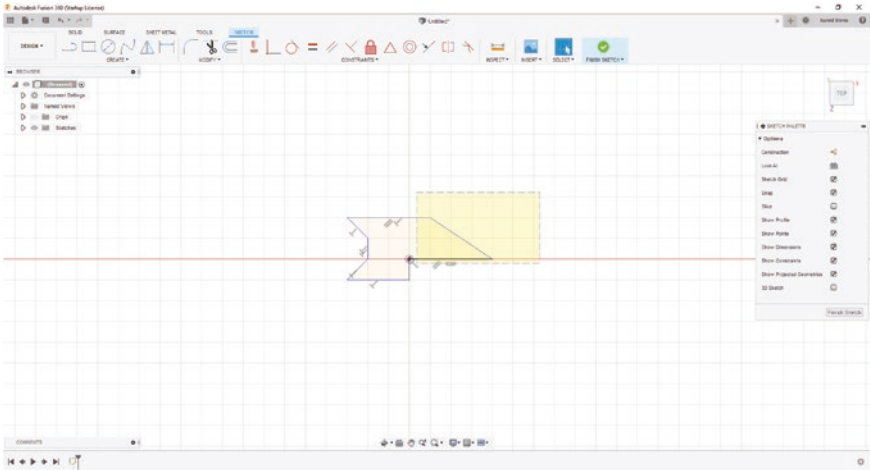 Autodesk Fusion 360 (Startup License)
Untitled*
SOLID SURFACE SHEET METAL TOOLS SKETCH
DESIGN
CREATE MODIFY CONSTRAINTS INSPECT INSERT SELECT FINISH SKETCH
BROWSER
Document Settings
Named Views
Origin
Sketches
TOP
Z
SKETCH PALETTE
Options
Construction
Look At
Sketch Grid
Snap
Slice
Show Profile
Show Points
Show Dimensions
Show Constraints
Show Projected Geometries
3D Sketch
Finish Sketch
COMMENTS